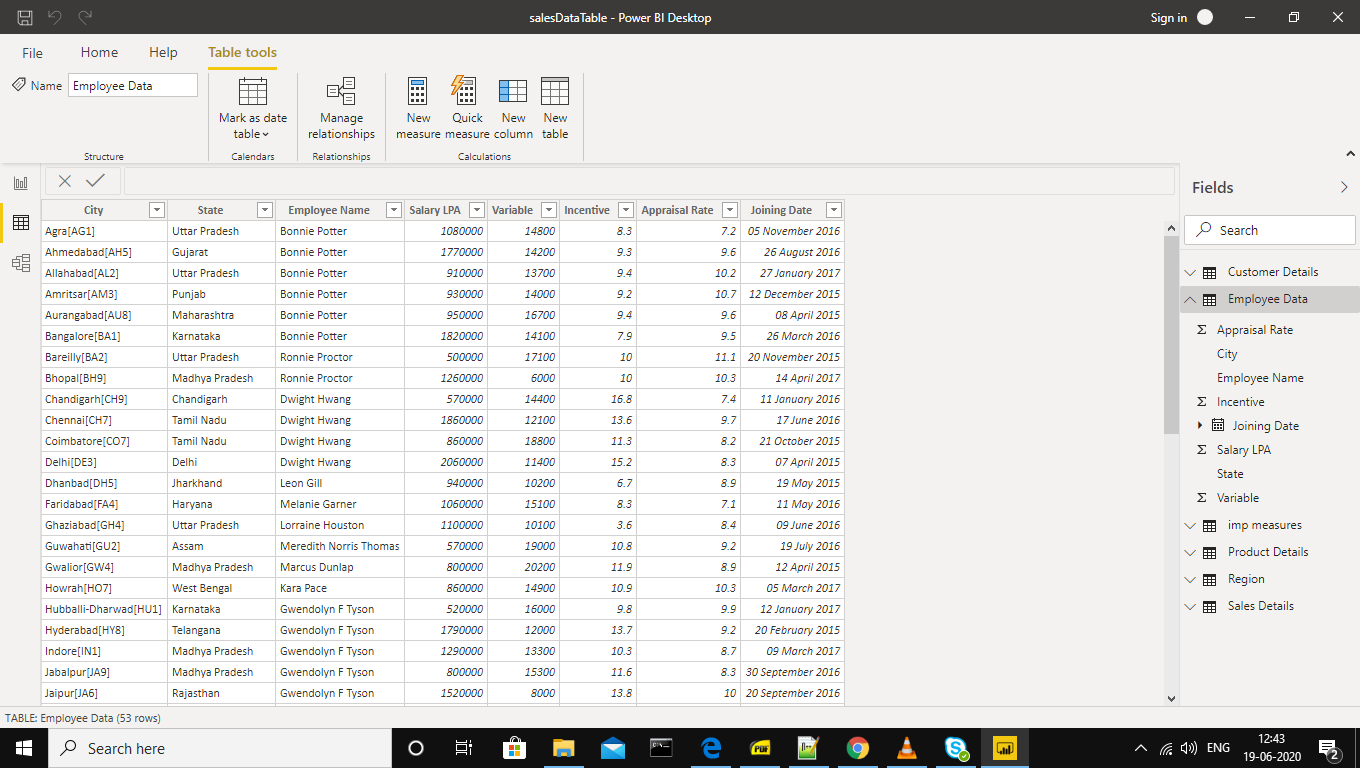 salesDataTable - Power BI Desktop
Sign in
File Home Help Table tools
Name Employee Data
Mark as date table
Manage relationships
New measure
Quick measure
New column
New table
Structure
Calendars
Relationships
Calculations
City State Employee Name Salary LPA Variable Incentive Appraisal Rate Joining Date
Agra[AG1] Uttar Pradesh Bonnie Potter 1080000 14800 8.3 7.2 05 November 2016
Ahmedabad[AH5] Gujarat Bonnie Potter 1770000 14200 9.3 9.6 26 August 2016
Allahabad[AL2] Uttar Pradesh Bonnie Potter 910000 13700 9.4 10.2 27 January 2017
Amritsar[AM3] Punjab Bonnie Potter 930000 14000 9.2 10.7 12 December 2015
Aurangabad[AU8] Maharashtra Bonnie Potter 950000 16700 9.4 9.6 08 April 2015
Bangalore[BA1] Karnataka Bonnie Potter 1820000 14100 7.9 9.5 26 March 2016
Bareilly[BA2] Uttar Pradesh Ronnie Proctor 500000 17100 10 11.1 20 November 2015
Bhopal[BH9] Madhya Pradesh Ronnie Proctor 1260000 6000 10 10.3 14 April 2017
Chandigarh[CH9] Chandigarh Dwight Hwang 570000 14400 16.8 7.4 11 January 2016
Chennai[CH7] Tamil Nadu Dwight Hwang 1860000 12100 13.6 9.7 17 June 2016
Coimbatore[CO7] Tamil Nadu Dwight Hwang 860000 18800 11.3 8.2 21 October 2015
Delhi[DE3] Delhi Dwight Hwang 2060000 11400 15.2 8.3 07 April 2015
Dhanbad[DH5] Jharkhand Leon Gill 940000 10200 6.7 8.9 19 May 2015
Faridabad[FA4] Haryana Melanie Garner 1060000 15100 8.3 7.1 11 May 2016
Ghaziabad[GH4] Uttar Pradesh Lorraine Houston 1100000 10100 3.6 8.4 09 June 2016
Guwahati[GU2] Assam Meredith Norris Thomas 570000 19000 10.8 9.2 19 July 2016
Gwalior[GW4] Madhya Pradesh Marcus Dunlap 800000 20200 11.9 8.9 12 April 2015
Howrah[HO7] West Bengal Kara Pace 860000 14900 10.9 10.3 05 March 2017
Hubballi-Dharwad[HU1] Karnataka Gwendolyn F Tyson 520000 16000 9.8 9.9 12 January 2017
Hyderabad[HY8] Telangana Gwendolyn F Tyson 1790000 12000 13.7 9.2 20 February 2015
Indore[IN1] Madhya Pradesh Gwendolyn F Tyson 1290000 13300 10.3 8.7 09 March 2017
Jabalpur[JA9] Madhya Pradesh Gwendolyn F Tyson 800000 15300 11.6 8.3 30 September 2016
Jaipur[JA6] Rajasthan Gwendolyn F Tyson 1520000 8000 13.8 10 20 September 2016
Fields
Search
Customer Details
Employee Data
Σ Appraisal Rate
City
Employee Name
Σ Incentive
Joining Date
Σ Salary LPA
State
Σ Variable
imp measures
Product Details
Region
Sales Details
TABLE: Employee Data (53 rows)
Search here
PDF
ENG
12:43
19-06-2020
2